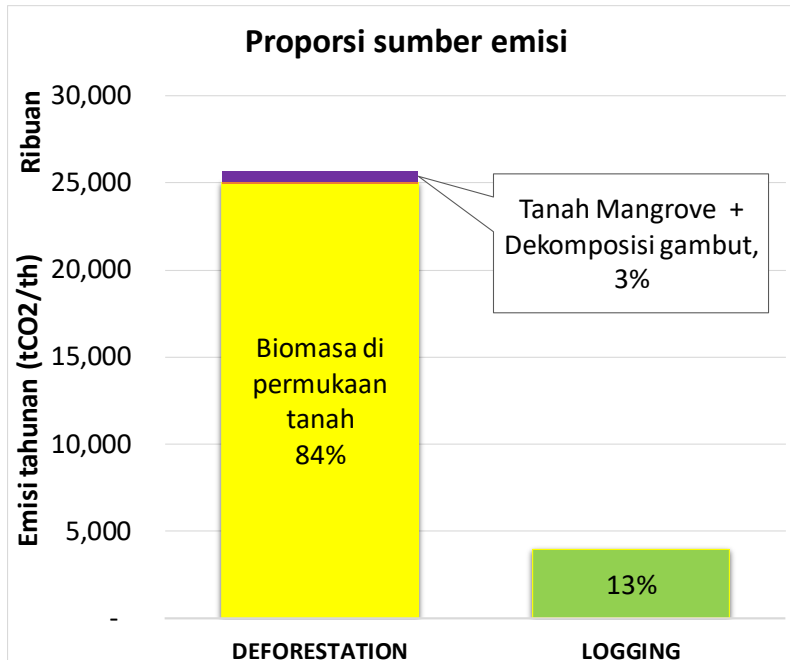 Proporsi sumber emisi
Ribuan
Emisi tahunan (tCO2/th)
30,000
25,000
20,000
15,000
10,000
5,000
-
Tanah Mangrove +
Dekomposisi gambut,
3%
Biomasa di
permukaan
tanah
84%
13%
DEFORESTATION
LOGGING